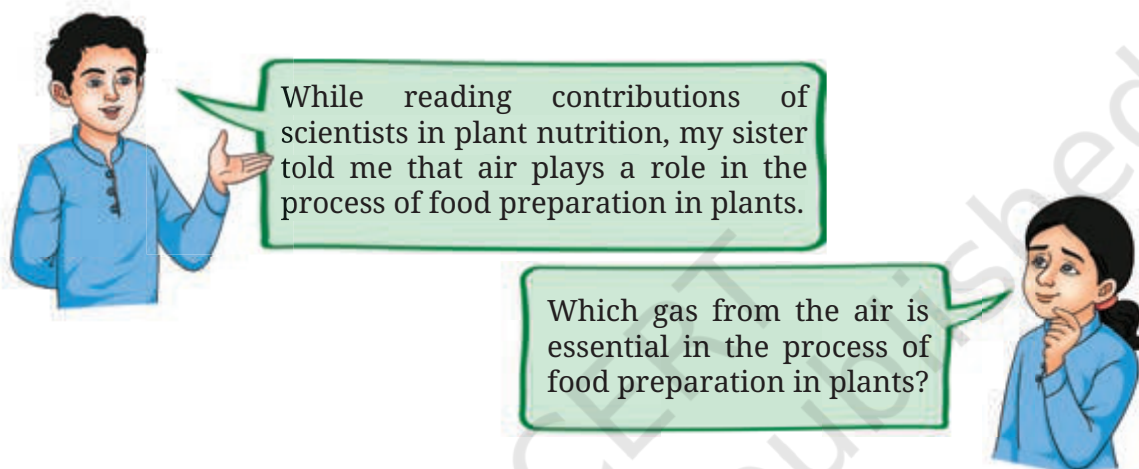 While reading contributions of
scientists in plant nutrition, my sister
told me that air plays a role in the
process of food preparation in plants.
Which gas from the air is
essential in the process of
food preparation in plants?